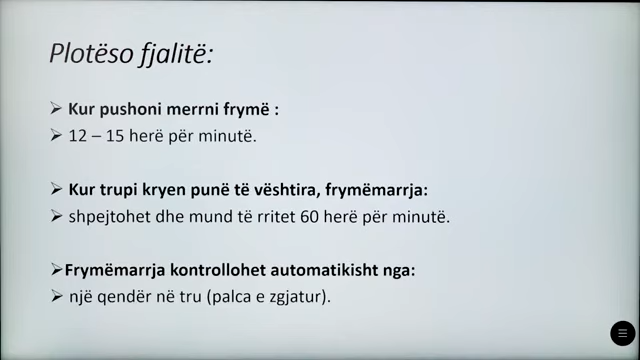 Plotëso fjalitë:
➢ Kur pushoni merrni frymë :
➢ 12 – 15 herë për minutë.
➢ Kur trupi kryen punë të vështira, frymëmarrja:
➢ shpejtohet dhe mund të rritet 60 herë për minutë.
➢Frymëmarrja kontrollohet automatikisht nga:
➢ një qendër në tru (palca e zgjatur).